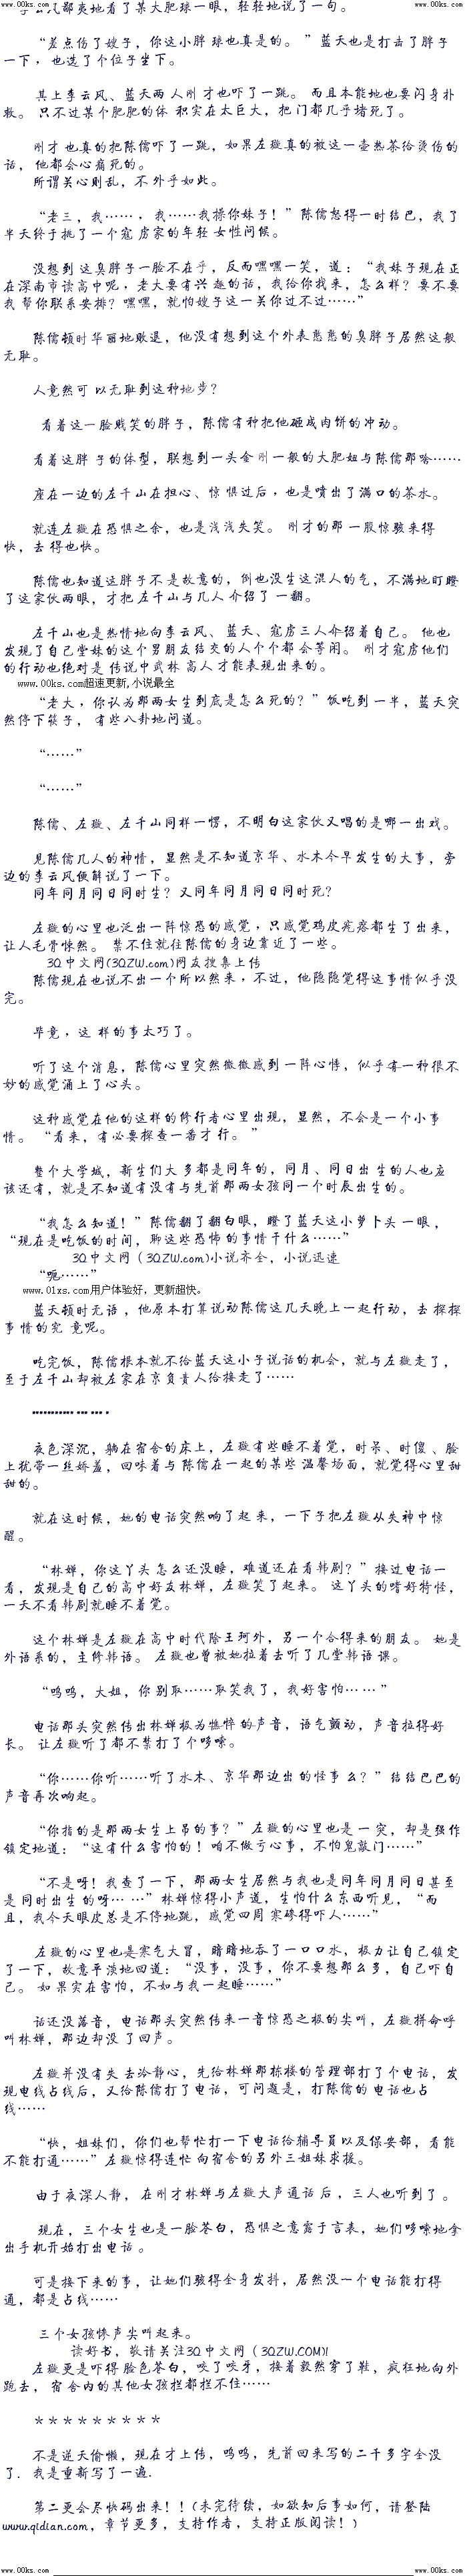 www.00ks.com www.00ks.com
李云风鄙夷地看了某大肥球一眼，轻轻地说了一句。
“差点伤了嫂子，你这小胖 球也真是的。 ”蓝天也是打击了胖子
一下，也选了个位子坐下。
其上李云风、蓝天两 人刚 才也吓了一跳。 而且本能地也要闪身扑
救。 只不过某个肥肥的体 积实在太巨大，把门都几乎堵死了。
刚才 也真的把陈儒吓了一跳，如果左璇真的被这一壶热茶给烫伤的
话， 他都会心痛死的。
所谓关心则乱，不外乎如此。
“老三，我……，我……我操你妹子！”陈儒怒得一时结巴，找了
半天终于挑了一个寇 房家的年轻 女性问候。
没想到 这臭胖子一脸不在乎，反而嘿嘿一笑，道：“我妹子现在正
在深南市读高中呢，老大要有兴 趣的话，我给你找来，怎么样？要不要
我 帮你联系安排？嘿嘿，就怕嫂子这一关你过不过……”
陈儒顿时华丽地败退，他没有想到这个外表憨憨的臭胖子居然这般
无耻。
人竟然可 以无耻到这种地步？
看着这一脸贱笑的胖子，陈儒有种把他砸成肉饼的冲动。
看着这胖 子的体型，联想到一头金 刚一般的大肥妞与陈儒那啥……
座在一边的左千山在担心、惊 惧过后，也是喷出了满口的茶水。
就连左璇在恐惧之余，也是浅浅失笑。 刚才的那 一股惊骇来得
快，去 得也快。
陈儒也知道这胖子不 是故意的，倒也没生这混人的气，不满地盯瞪
了这家伙两眼，才把 左千山与几人 介绍了 一翻。
左千山也是热情地向李云风、 蓝天、寇房三人介绍着自己。 他也
发现了自己堂妹的这个男朋友结交的人个个都 会等闲。 刚才寇房他们
的行动也绝对是 传说中武林 高人才能表现出来的。
www.00ks.com超速更新,小说最全
“老大，你认为那两女生到底是怎么死的？”饭吃到 一半，蓝天突
然停下筷子， 有些八卦地问道。
“……”
“……”
陈儒、左璇、左千山同样一愣，不明白这家伙又唱的是哪一出戏。
见陈儒几人的神情，显然是不知道京华、水木今早发生的大事，旁
边的李云风便解说了一下。
同年同月同日同时生？又同年同月同日同时死？
左璇的心里也泛出一阵惊恐的感觉，只感觉鸡皮疙瘩都生了出来，
让人毛骨悚然。 禁不住就往陈儒的身边靠近了一些。
3Q中文网(3QZW.com)网友搜集上传
陈儒现在也说不出一个所以然来，不过，他隐隐觉得这事情似乎没
完。
毕竟，这 样的事太巧了。
听了这个消息，陈儒心里突然微微感到 一阵心悸，似乎有一种很不
妙的感觉涌上了心头。
这种感觉在他的这样的修行者心里出现，显然，不会是一个小事
情。 “看来，有必要探查一番才行。 ”
整个大学城，新生们大 多都是同年的，同月、同日出 生的人也应
该还有，就是不知道有没有与先前那两女孩同一个时辰出生的。
“我怎么知道！”陈儒翻了翻白眼，瞪了蓝天这小萝卜头 一眼，
“现在是吃饭的时间，聊这些恐怖 的事情干什么……”
3Q中文网（3QZW.com)小说齐全，小说迅速
“呃……”
www.01xs.com用户体验好，更新超快。
蓝天顿时无语，他原本打算说动陈儒这几天晚上一起行动，去 探探
事情的究 竟呢。
吃完饭，陈儒根本就不给蓝天这小子说话的机会，就与左璇走了，
至于左千山却被左家在京负责人给接走了……
………………………
夜色深沉，躺在宿舍的床上，左璇有些睡不着觉，时呆、时傻、脸
上犹带一丝娇羞，回味着与 陈儒在一起的某些 温馨场面，就觉得心里甜
甜的。
就在这时候，她的电话突然响了起 来，一下子把左璇从失神中惊
醒。
“林婵，你这丫头 怎么还没睡，难道还在看韩剧？”接过电话一
看，发现是自己的高中好友林婵，左璇笑了起来。 这丫头的嗜好特怪，
一天不看韩剧就睡不着觉。
这个林婵是左璇在高中时代除王珂外，另一个合得来的朋友。 她是
外语系的，主修韩语。 左璇也曾被她拉着去听了几堂韩语 课。
“呜呜，大姐，你 别取……取笑我了，我好害怕… …”
电话那头突然传出林婵极为憔悴 的声音，语气颤动，声音拉得好
长。 让左璇听了都不禁打了个哆嗦。
“你……你听……听了水木、京华那边出 的怪事 么？”结结巴巴的
声音再次响起。
“你指的是那两女生上吊的事？”左璇的心里也是 一突，却是强作
镇定地道：“这有什么害怕的！咱不做亏心事，不怕鬼敲门……”
“不是呀！我查了一下，那两女生居然与我也是同年同月同日甚至
是 同时出生 的呀… …”林婵惊得小声道，生怕什么东西听见，“而
且，我今天眼皮总是不停地跳，感觉四周 寒碜得吓人……”
左璇的心里也是寒气大冒，暗暗地吞了一口口水，极力让自己镇定
了一下，故意平淡地回道：“没事，没事，你不要想那么多，自己吓自
己。 如 果实在害怕，不如与我一起睡……”
话还没落音，电话那头突然传来一音惊恐之极的尖叫，左璇拼命呼
叫林婵，那边却没 了回声。
左璇并没有失 去冷静心，先给林婵那栋楼的管理部打了个电话，发
现电线占线后，又给陈儒打了电话，可问题是，打陈儒的 电话也占
线……
“快，姐妹们，你们也帮忙打一下电话给辅导员以及保安部，看能
不能打通……”左璇惊得连忙 向宿舍的另外三姐妹求援。
由于夜深人静， 在刚才林婵与左璇大声通话 后，三人也听到了。
现在，三个女生也是一脸苍白，恐惧之意露于言表，她们哆嗦地拿
出手机开始打出电话。
可是接下来的事，让她们骇得全身发抖，居然没一个电话能打得
通，都是占线……
三个女孩惨声尖叫起来。
读好书，敬请关注3Q中文网（3QZW.COM)!
左璇更是吓得 脸色苍白，咬了咬牙，接着毅然穿了鞋，疯狂地向外
跑去，宿舍内的其他女孩拦都拦不住……
＊＊＊＊＊＊＊＊＊
不是逆天偷懒，现在才上传，呜呜，先前回来写的二千多字全没
了. 我是重新写了一遍.
第二更会尽快码出来！！(未完待续，如欲知后事如何，请登陆
www.qidian.com，章节更多，支持作者，支持正版阅读！)
www.00ks.com www.00ks.com